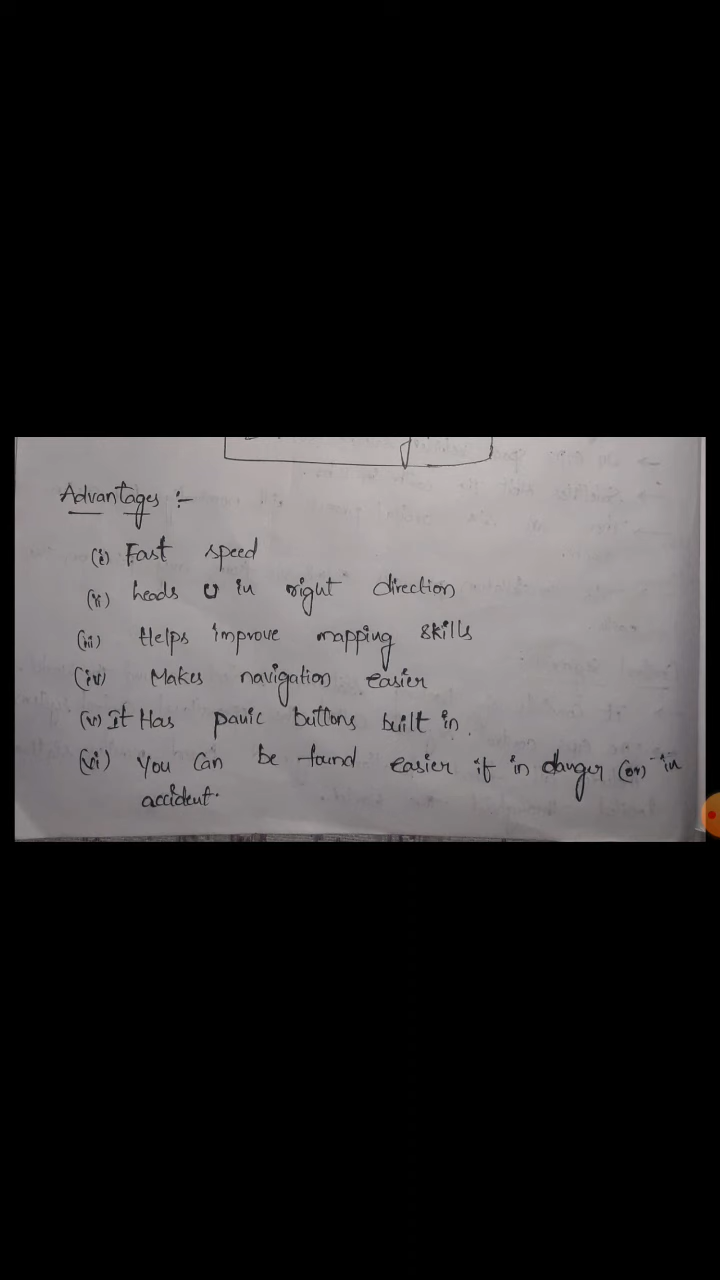 Advantages :-
(i) Fast speed
(ii) leads U in right direction
(iii) Helps improve mapping skills
(iv) Makes navigation easier
(v) It Has panic buttons built in.
(vi) You can be found easier if in danger (or) in
accident.